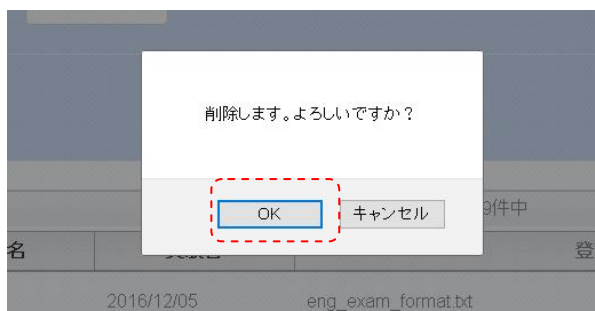 削除します。よろしいですか？
OK
キャンセル
9件中
名
登
2016/12/05
eng_exam_format.txt